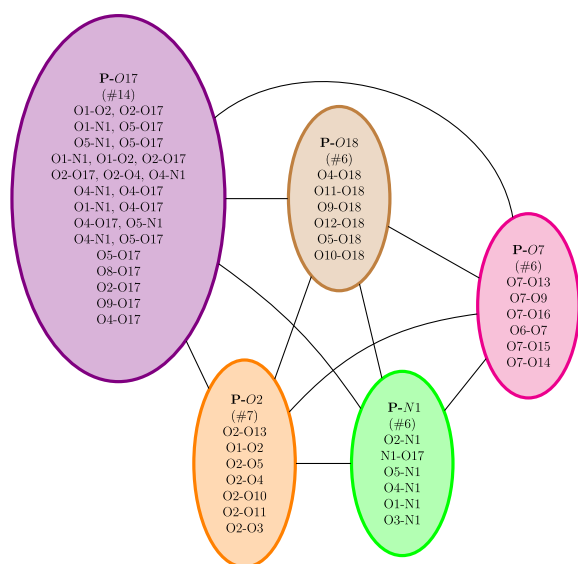 P-O17
(#14)
O1-O2, O2-O17
O1-N1, O5-O17
O5-N1, O5-O17
O1-N1, O1-O2, O2-O17
O2-O17, O2-O4, O4-N1
O4-N1, O4-O17
O1-N1, O4-O17
O4-O17, O5-N1
O4-N1, O5-O17
O5-O17
O8-O17
O2-O17
O9-O17
O4-O17
P-O18
(#6)
O4-O18
O11-O18
O9-O18
O12-O18
O5-O18
O10-O18
P-O7
(#6)
O7-O13
O7-O9
O7-O16
O6-O7
O7-O15
O7-O14
P-O2
(#7)
O2-O13
O1-O2
O2-O5
O2-O4
O2-O10
O2-O11
O2-O3
P-N1
(#6)
O2-N1
N1-O17
O5-N1
O4-N1
O1-N1
O3-N1